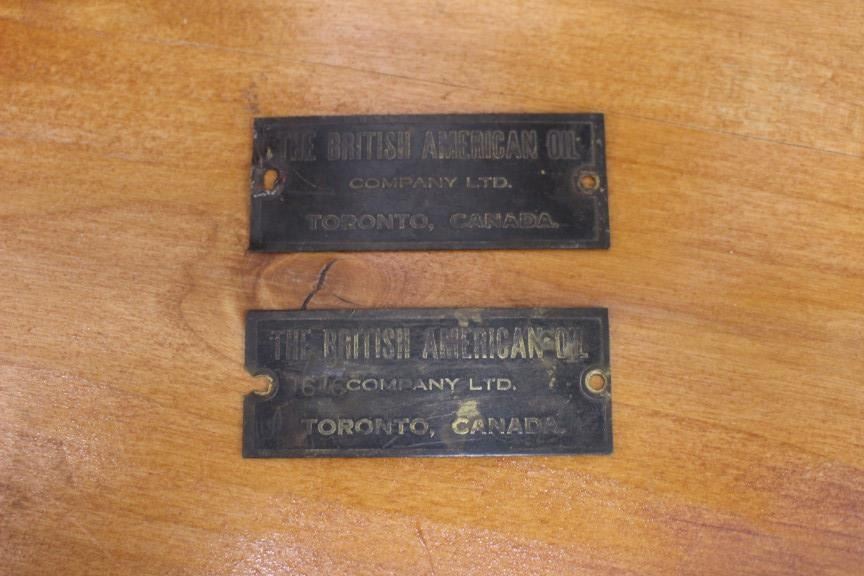 THE BRITISH AMERICAN OIL
COMPANY LTD.
TORONTO, CANADA.
THE BRITISH AMERICAN OIL
COMPANY LTD.
TORONTO, CANADA.